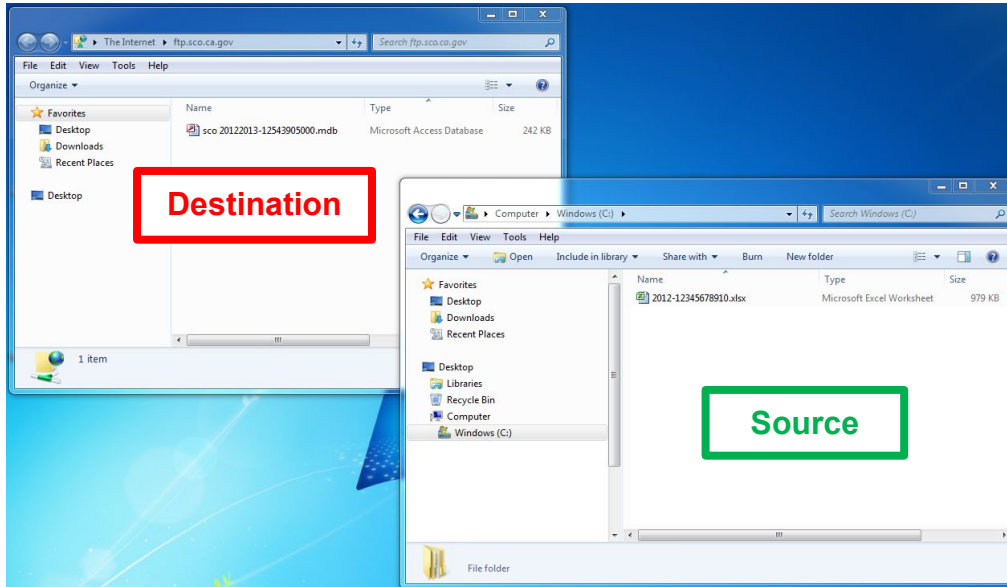 The Internet ▸ ftp.sco.ca.gov
Search ftp.sco.ca.gov
File Edit View Tools Help
Organize
Name Type Size
Favorites
sco 20122013-12543905000.mdb Microsoft Access Database 242 KB
Desktop
Downloads
Recent Places
Desktop
Destination
1 item
Computer ▸ Windows (C:) ▸
Search Windows (C:)
File Edit View Tools Help
Organize Open Include in library Share with Burn New folder
Name Type Size
Favorites
2012-12345678910.xlsx Microsoft Excel Worksheet 979 KB
Desktop
Downloads
Recent Places
Desktop
Libraries
Recycle Bin
Computer
Windows (C:)
Source
File folder